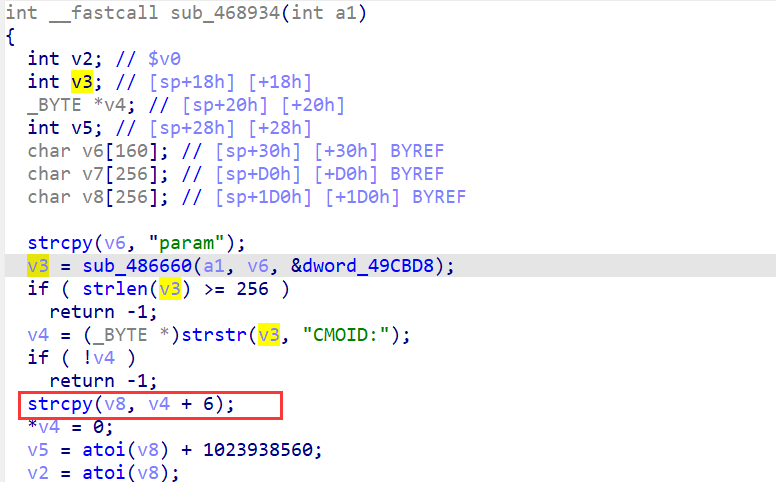 int __fastcall sub_468934(int a1)
{
int v2; // $v0
int v3; // [sp+18h] [+18h]
_BYTE *v4; // [sp+20h] [+20h]
int v5; // [sp+28h] [+28h]
char v6[160]; // [sp+30h] [+30h] BYREF
char v7[256]; // [sp+D0h] [+D0h] BYREF
char v8[256]; // [sp+1D0h] [+1D0h] BYREF
strcpy(v6, "param");
v3 = sub_486660(a1, v6, &dword_49CBD8);
if ( strlen(v3) >= 256 )
return -1;
v4 = (_BYTE *)strstr(v3, "CMOID:");
if ( !v4 )
return -1;
strcpy(v8, v4 + 6);
*v4 = 0;
v5 = atoi(v8) + 1023938560;
v2 = atoi(v8);